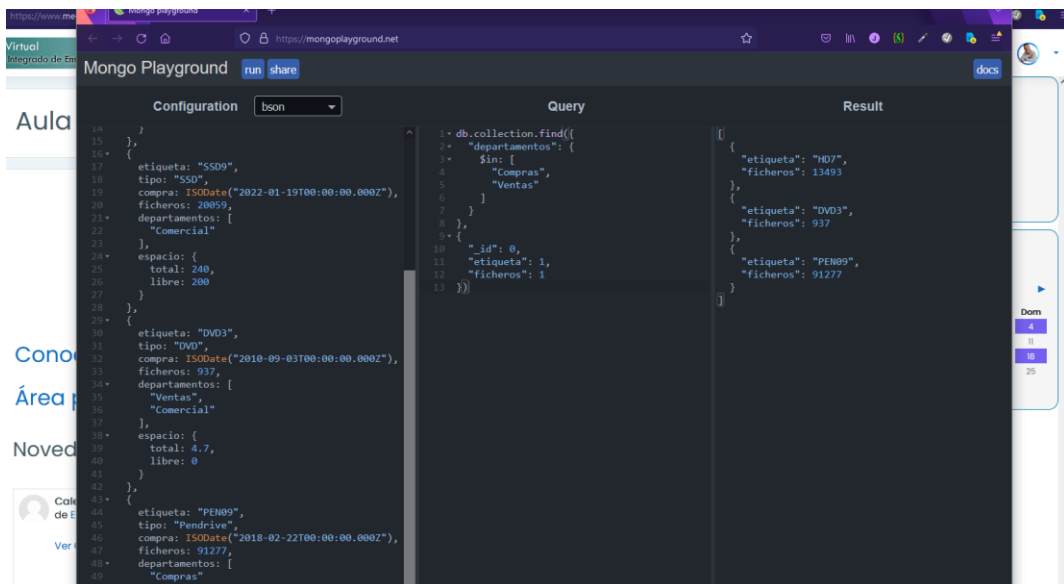 https://www.me
Mongo playground
https://mongoplayground.net
Virtual
Integrado de En
Mongo Playground run share docs
Configuration bson Query Result
Aula
14 }
15 },
16 {
17 etiqueta: "SSD9",
18 tipo: "SSD",
19 compra: ISODate("2022-01-19T00:00:00.000Z"),
20 ficheros: 20059,
21 departamentos: [
22 "Comercial"
23 ],
24 espacio: {
25 total: 240,
26 libre: 200
27 }
28 },
29 {
30 etiqueta: "DVD3",
31 tipo: "DVD",
32 compra: ISODate("2010-09-03T00:00:00.000Z"),
33 ficheros: 937,
34 departamentos: [
35 "Ventas",
36 "Comercial"
37 ],
38 espacio: {
39 total: 4.7,
40 libre: 0
41 }
42 },
43 {
44 etiqueta: "PEN09",
45 tipo: "Pendrive",
46 compra: ISODate("2018-02-22T00:00:00.000Z"),
47 ficheros: 91277,
48 departamentos: [
49 "Compras"
1 db.collection.find({
2 "departamentos": {
3 $in: [
4 "Compras",
5 "Ventas"
6 ]
7 }
8 },
9 {
10 "_id": 0,
11 "etiqueta": 1,
12 "ficheros": 1
13 })
[
{
"etiqueta": "HD7",
"ficheros": 13493
},
{
"etiqueta": "DVD3",
"ficheros": 937
},
{
"etiqueta": "PEN09",
"ficheros": 91277
}
]
Cono
Área p
Noved
Cale
de E
Ver
Dom
4
11
18
25